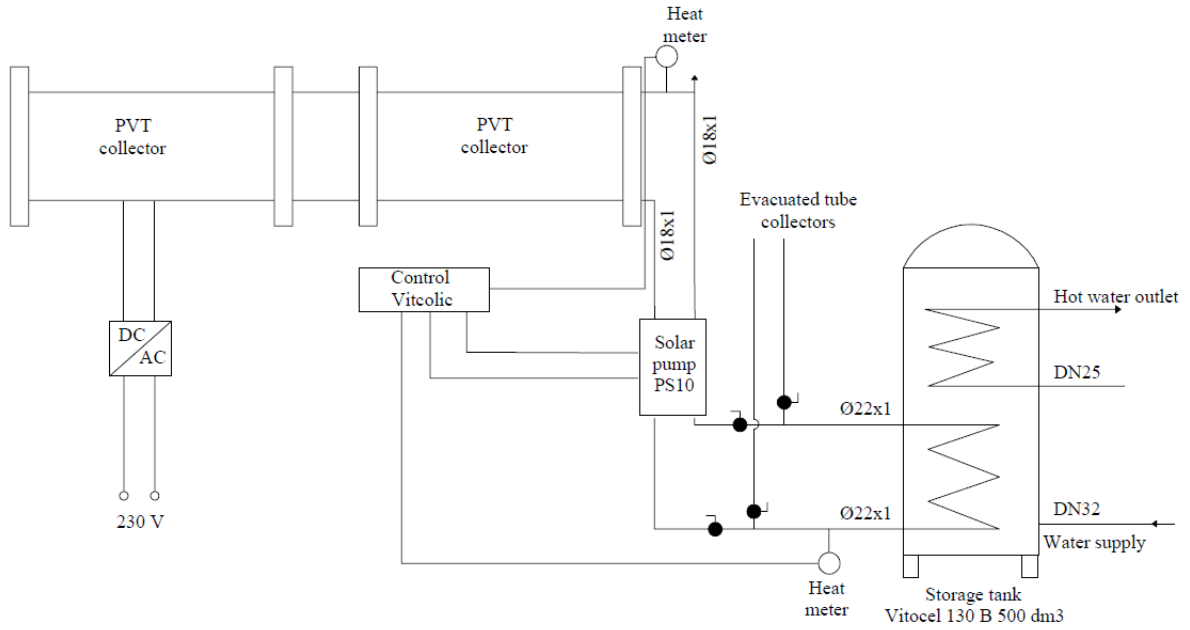 Heat
meter
PVT
collector
PVT
collector
Ø18x1
Ø18x1
Evacuated tube
collectors
Control
Vitcolic
Hot water outlet
DC
AC
Solar
pump
PS10
DN25
Ø22x1
230 V
Ø22x1
DN32
Water supply
Heat
meter
Storage tank
Vitocel 130 B 500 dm3